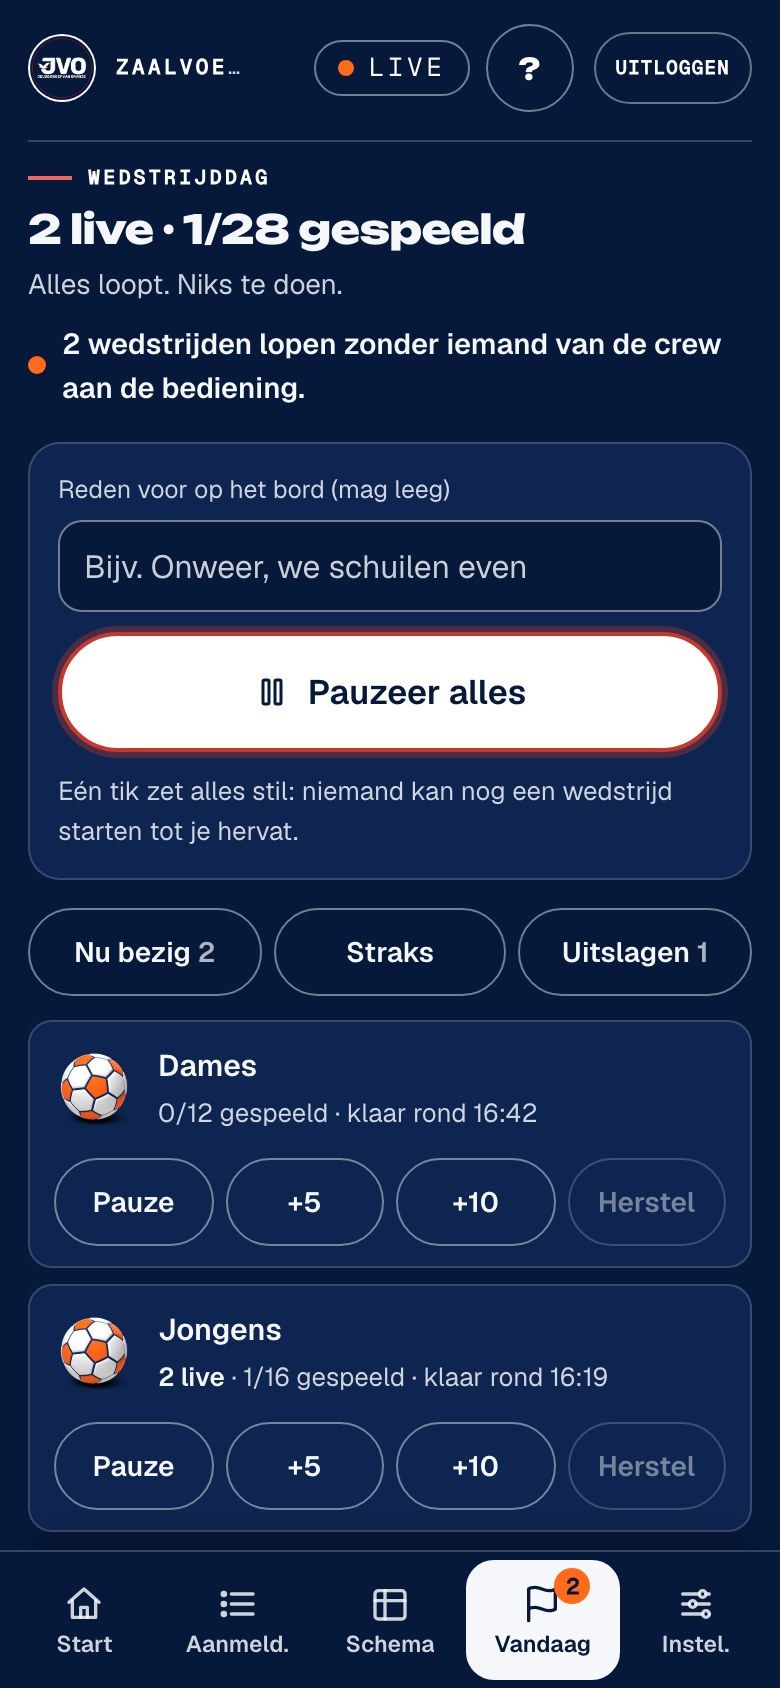 JVO
ZAALVOE…
LIVE
?
UITLOGGEN
WEDSTRIJDDAG
2 live · 1/28 gespeeld
Alles loopt. Niks te doen.
2 wedstrijden lopen zonder iemand van de crew
aan de bediening.
Reden voor op het bord (mag leeg)
Bijv. Onweer, we schuilen even
Pauzeer alles
Eén tik zet alles stil: niemand kan nog een wedstrijd
starten tot je hervat.
Nu bezig 2
Straks
Uitslagen 1
Dames
0/12 gespeeld · klaar rond 16:42
Pauze
+5
+10
Herstel
Jongens
2 live · 1/16 gespeeld · klaar rond 16:19
Pauze
+5
+10
Herstel
2
Start
Aanmeld.
Schema
Vandaag
Instel.